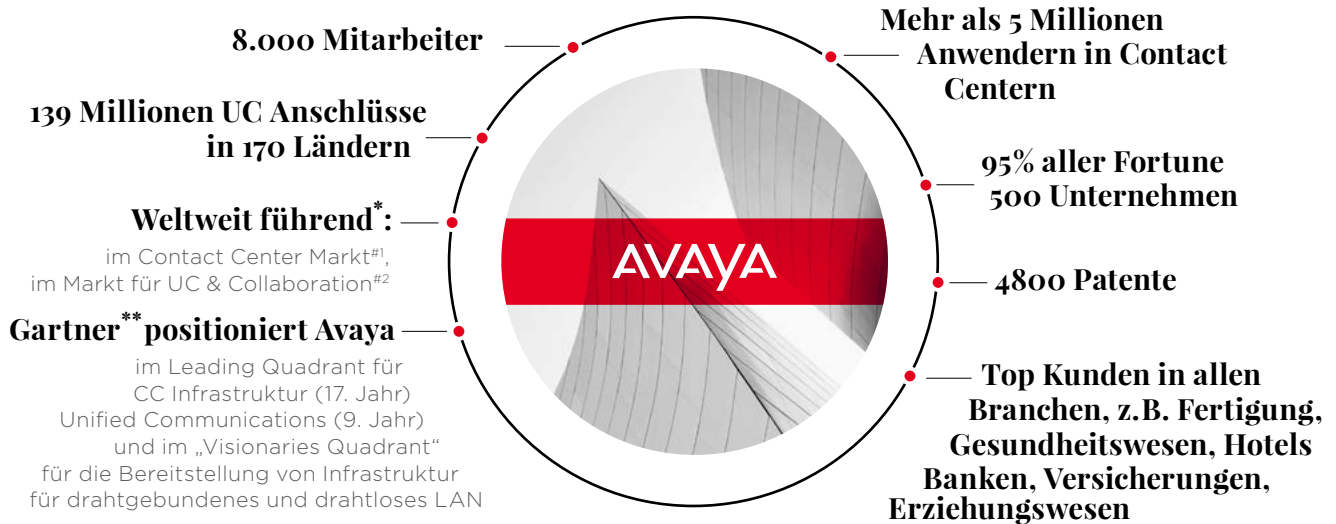 8.000 Mitarbeiter
139 Millionen UC Anschlüsse
in 170 Ländern
Weltweit führend*:
im Contact Center Markt#1,
im Markt für UC & Collaboration#2
Gartner** positioniert Avaya
im Leading Quadrant für
CC Infrastruktur (17. Jahr)
Unified Communications (9. Jahr)
und im „Visionaries Quadrant“
für die Bereitstellung von Infrastruktur
für drahtgebundenes und drahtloses LAN
AVAYA
Mehr als 5 Millionen
Anwendern in Contact
Centern
95% aller Fortune
500 Unternehmen
4800 Patente
Top Kunden in allen
Branchen, z.B. Fertigung,
Gesundheitswesen, Hotels
Banken, Versicherungen,
Erziehungswesen